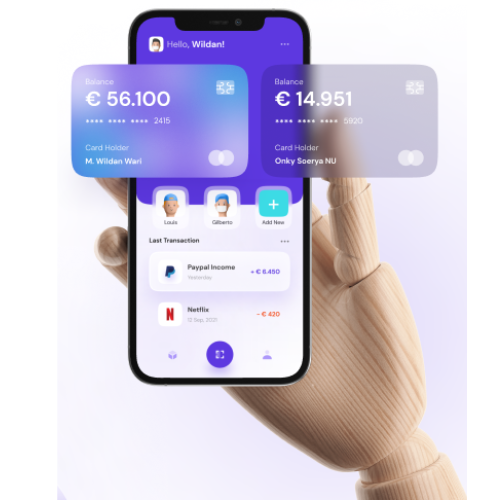 Hello, Wildan!
Balance
€ 56.100
**** **** **** 2415
Card Holder
M. Wildan Wari
Balance
€ 14.951
**** **** **** 5920
Card Holder
Onky Soerya NU
Louis
Gilberto
+
Add New
Last Transaction
Paypal Income
Yesterday
+ € 6.450
N
Netflix
12 Sep, 2021
- € 420